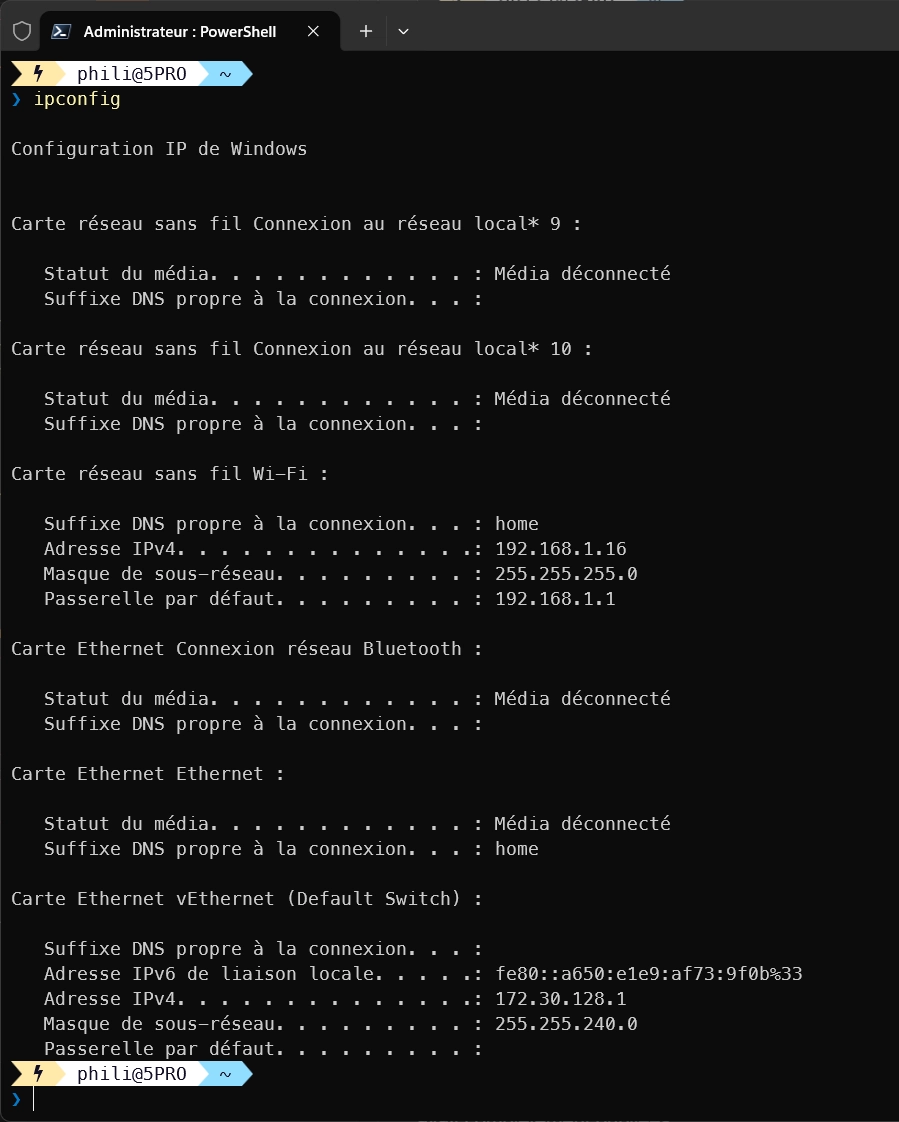 Administrateur : PowerShell
phili@5PRO ~
❯ ipconfig
Configuration IP de Windows
Carte réseau sans fil Connexion au réseau local* 9 :
Statut du média. . . . . . . . . . . . : Média déconnecté
Suffixe DNS propre à la connexion. . . :
Carte réseau sans fil Connexion au réseau local* 10 :
Statut du média. . . . . . . . . . . . : Média déconnecté
Suffixe DNS propre à la connexion. . . :
Carte réseau sans fil Wi-Fi :
Suffixe DNS propre à la connexion. . . : home
Adresse IPv4. . . . . . . . . . . . . .: 192.168.1.16
Masque de sous-réseau. . . . . . . . . : 255.255.255.0
Passerelle par défaut. . . . . . . . . : 192.168.1.1
Carte Ethernet Connexion réseau Bluetooth :
Statut du média. . . . . . . . . . . . : Média déconnecté
Suffixe DNS propre à la connexion. . . :
Carte Ethernet Ethernet :
Statut du média. . . . . . . . . . . . : Média déconnecté
Suffixe DNS propre à la connexion. . . : home
Carte Ethernet vEthernet (Default Switch) :
Suffixe DNS propre à la connexion. . . :
Adresse IPv6 de liaison locale. . . . .: fe80::a650:e1e9:af73:9f0b%33
Adresse IPv4. . . . . . . . . . . . . .: 172.30.128.1
Masque de sous-réseau. . . . . . . . . : 255.255.240.0
Passerelle par défaut. . . . . . . . . :
phili@5PRO ~
❯